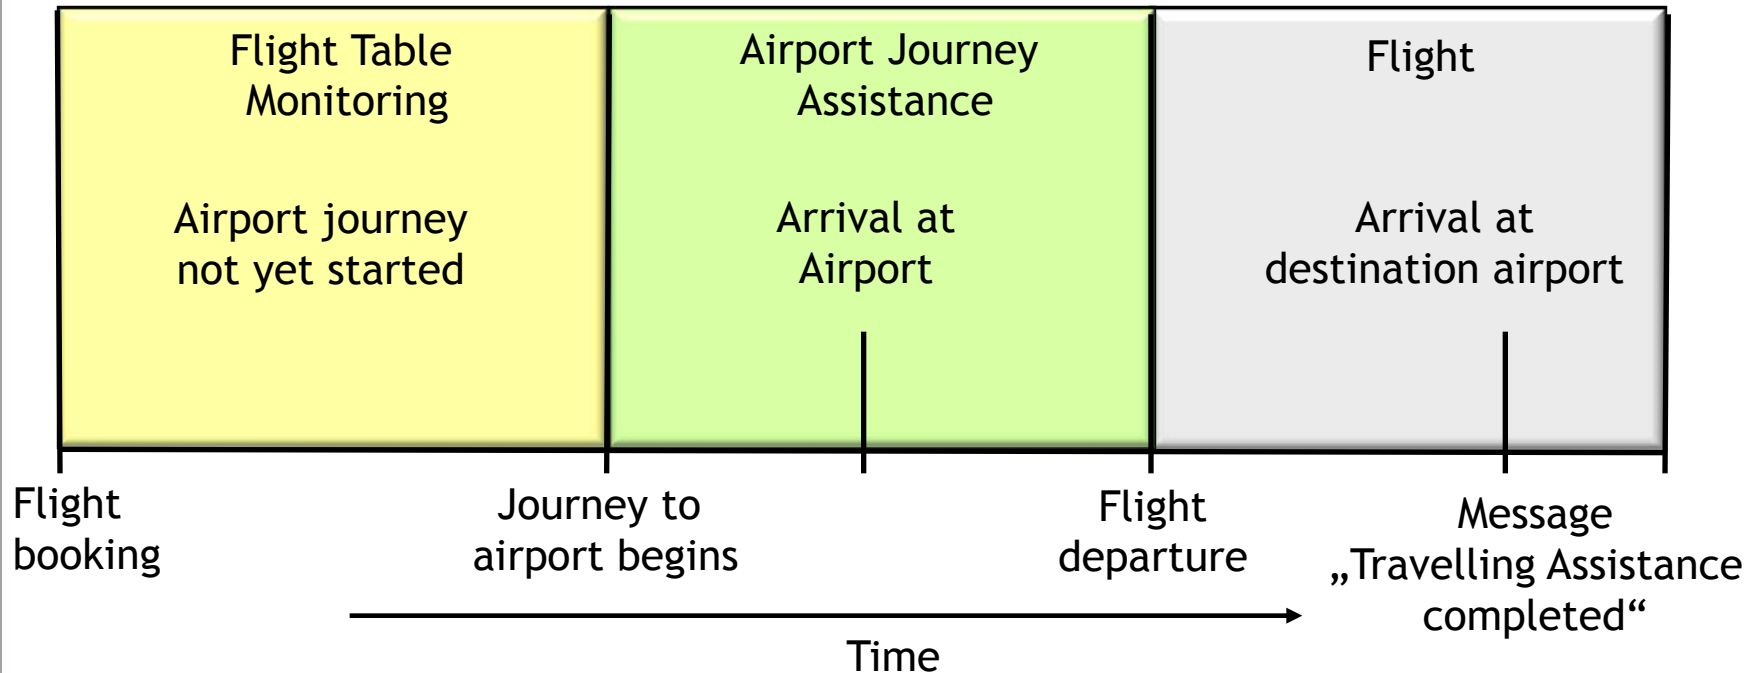 Flight Table
Monitoring
Airport journey
not yet started
Airport Journey
Assistance
Arrival at
Airport
Flight
Arrival at
destination airport
Flight
booking
Journey to
airport begins
Flight
departure
Message
„Travelling Assistance
completed“
Time